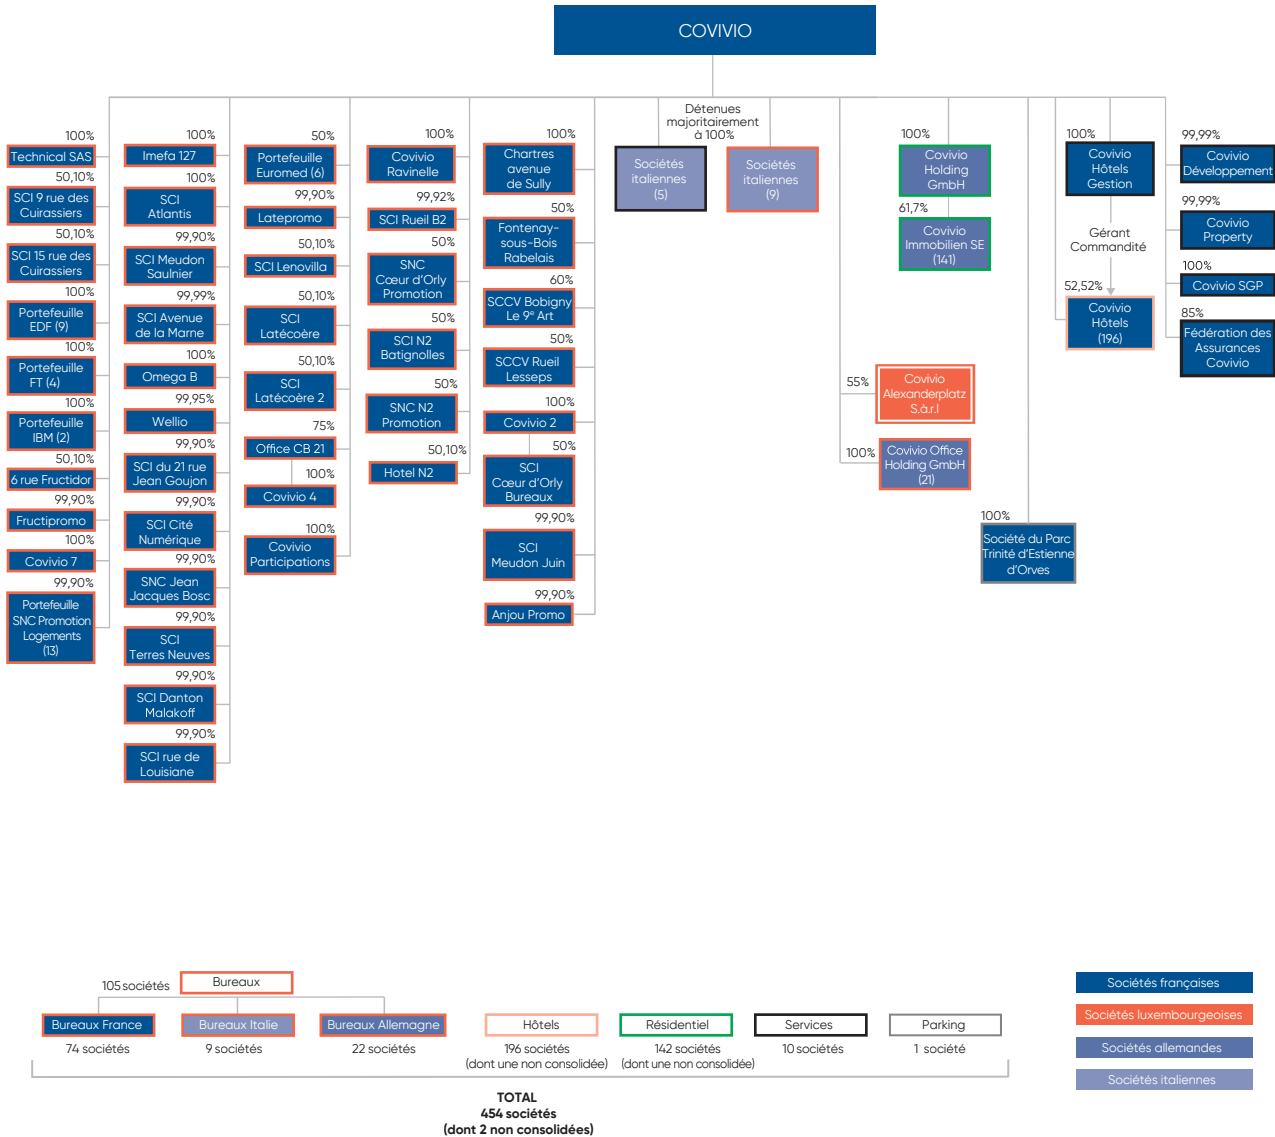 COVIVIO
100%
Technical SAS
50,10%
SCI 9 rue des
Cuirassiers
50,10%
SCI 15 rue des
Cuirassiers
100%
Portefeuille
EDF (9)
100%
Portefeuille
FT (4)
100%
Portefeuille
IBM (2)
50,10%
6 rue Fructidor
99,90%
Fructipromo
100%
Covivio 7
99,90%
Portefeuille
SNC Promotion
Logements
(13)
100%
Imefa 127
100%
SCI
Atlantis
99,90%
SCI Meudon
Saulnier
99,99%
SCI Avenue
de la Marne
100%
Omega B
99,95%
Wellio
99,90%
SCI du 21 rue
Jean Goujon
99,90%
SCI Cité
Numérique
99,90%
SNC Jean
Jacques Bosc
99,90%
SCI
Terres Neuves
99,90%
SCI Danton
Malakoff
99,90%
SCI rue de
Louisiane
50%
Portefeuille
Euromed (6)
99,90%
Latepromo
50,10%
SCI Lenovilla
50,10%
SCI
Latécoère
50,10%
SCI
Latécoère 2
75%
Office CB 21
100%
Covivio 4
100%
Covivio
Participations
100%
Covivio
Ravinelle
99,92%
SCI Rueil B2
50%
SNC
Cœur d'Orly
Promotion
50%
SCI N2
Batignolles
50%
SNC N2
Promotion
50,10%
Hotel N2
100%
Chartres
avenue
de Sully
50%
Fontenay-
sous-Bois
Rabelais
60%
SCCV Bobigny
Le 9e Art
50%
SCCV Rueil
Lesseps
100%
Covivio 2
50%
SCI
Cœur d'Orly
Bureaux
99,90%
SCI
Meudon Juin
99,90%
Anjou Promo
Détenues
majoritairement
à 100%
Sociétés
italiennes
(5)
Sociétés
italiennes
(9)
100%
Covivio
Holding
GmbH
61,7%
Covivio
Immobilien SE
(141)
55%
Covivio
Alexanderplatz
S.à.r.l
100%
Covivio Office
Holding GmbH
(21)
100%
Société du Parc
Trinité d'Estienne
d'Orves
100%
Covivio
Hôtels
Gestion
Gérant
Commandité
52,52%
Covivio
Hôtels
(196)
99,99%
Covivio
Développement
99,99%
Covivio
Property
100%
Covivio SGP
85%
Fédération des
Assurances
Covivio
105 sociétés
Bureaux
Bureaux France
74 sociétés
Bureaux Italie
9 sociétés
Bureaux Allemagne
22 sociétés
Hôtels
196 sociétés
(dont une non consolidée)
Résidentiel
142 sociétés
(dont une non consolidée)
Services
10 sociétés
Parking
1 société
TOTAL
454 sociétés
(dont 2 non consolidées)
Sociétés françaises
Sociétés luxembourgeoises
Sociétés allemandes
Sociétés italiennes